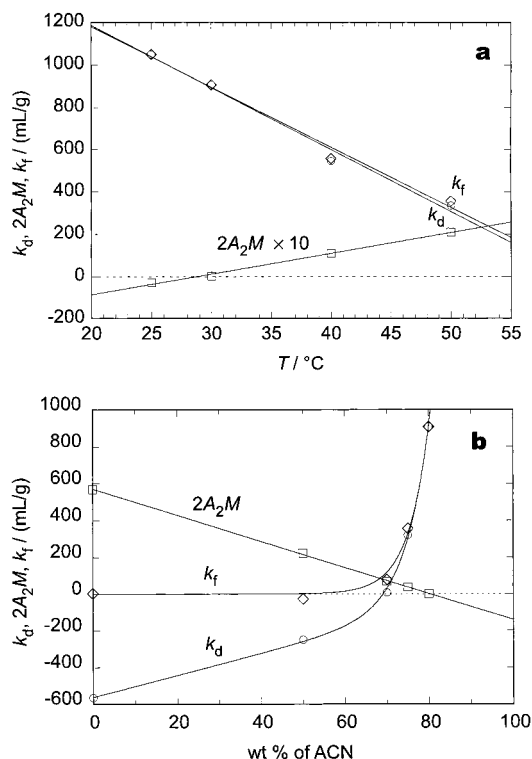 a
1200
1000
800
600
400
200
0
-200
k_d, 2A_2M, k_f / (mL/g)
k_f
k_d
2A_2M × 10
20 25 30 35 40 45 50 55
T / °C
b
1000
800
600
400
200
0
-200
-400
-600
k_d, 2A_2M, k_f / (mL/g)
2A_2M
k_f
k_d
0 20 40 60 80 100
wt % of ACN